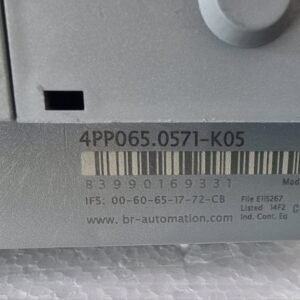 4PP065.0571-K05
83990169331
IF5: 00-60-65-17-72-CB
www.br-automation.com
File E115267
Listed 14F2
Ind. Cont. Eq